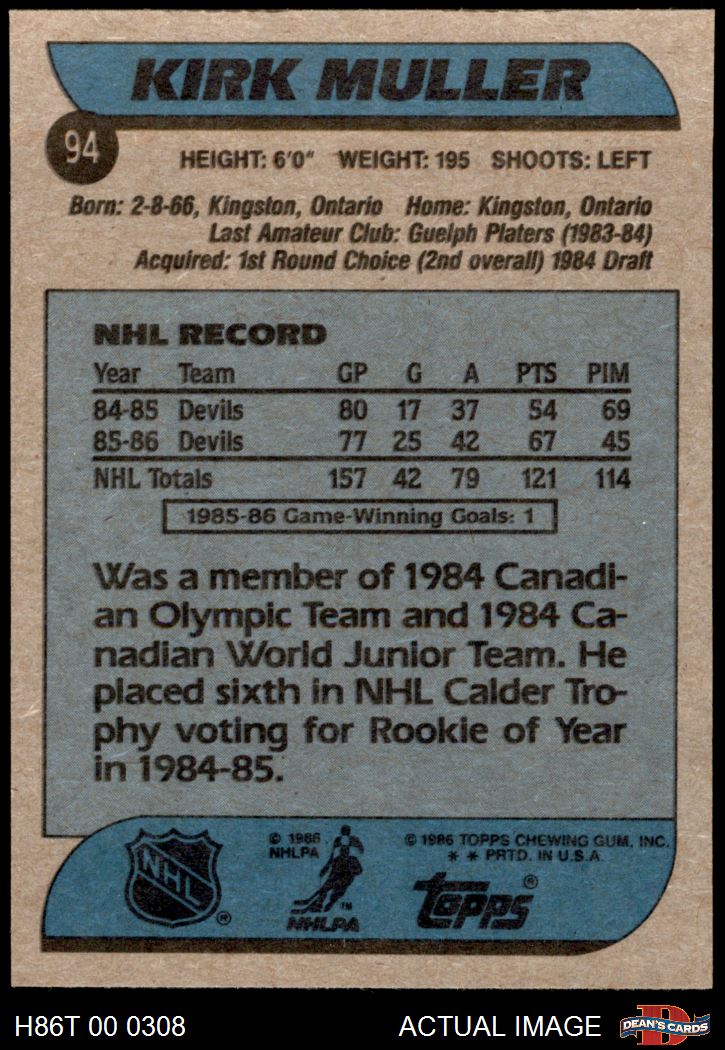 KIRK MULLER
94
HEIGHT: 6'0" WEIGHT: 195 SHOOTS: LEFT
Born: 2-8-66, Kingston, Ontario Home: Kingston, Ontario
Last Amateur Club: Guelph Platers (1983-84)
Acquired: 1st Round Choice (2nd overall) 1984 Draft
NHL RECORD
Year Team GP G A PTS PIM
84-85 Devils 80 17 37 54 69
85-86 Devils 77 25 42 67 45
NHL Totals 157 42 79 121 114
1985-86 Game-Winning Goals: 1
Was a member of 1984 Canadi-
an Olympic Team and 1984 Ca-
nadian World Junior Team. He
placed sixth in NHL Calder Tro-
phy voting for Rookie of Year
in 1984-85.
NHL ®
© 1986 NHLPA
NHLPA ™
© 1986 TOPPS CHEWING GUM, INC.
* * PRTD. IN U.S.A.
topps ®
H86T 00 0308 ACTUAL IMAGE
D DEAN'S CARDS